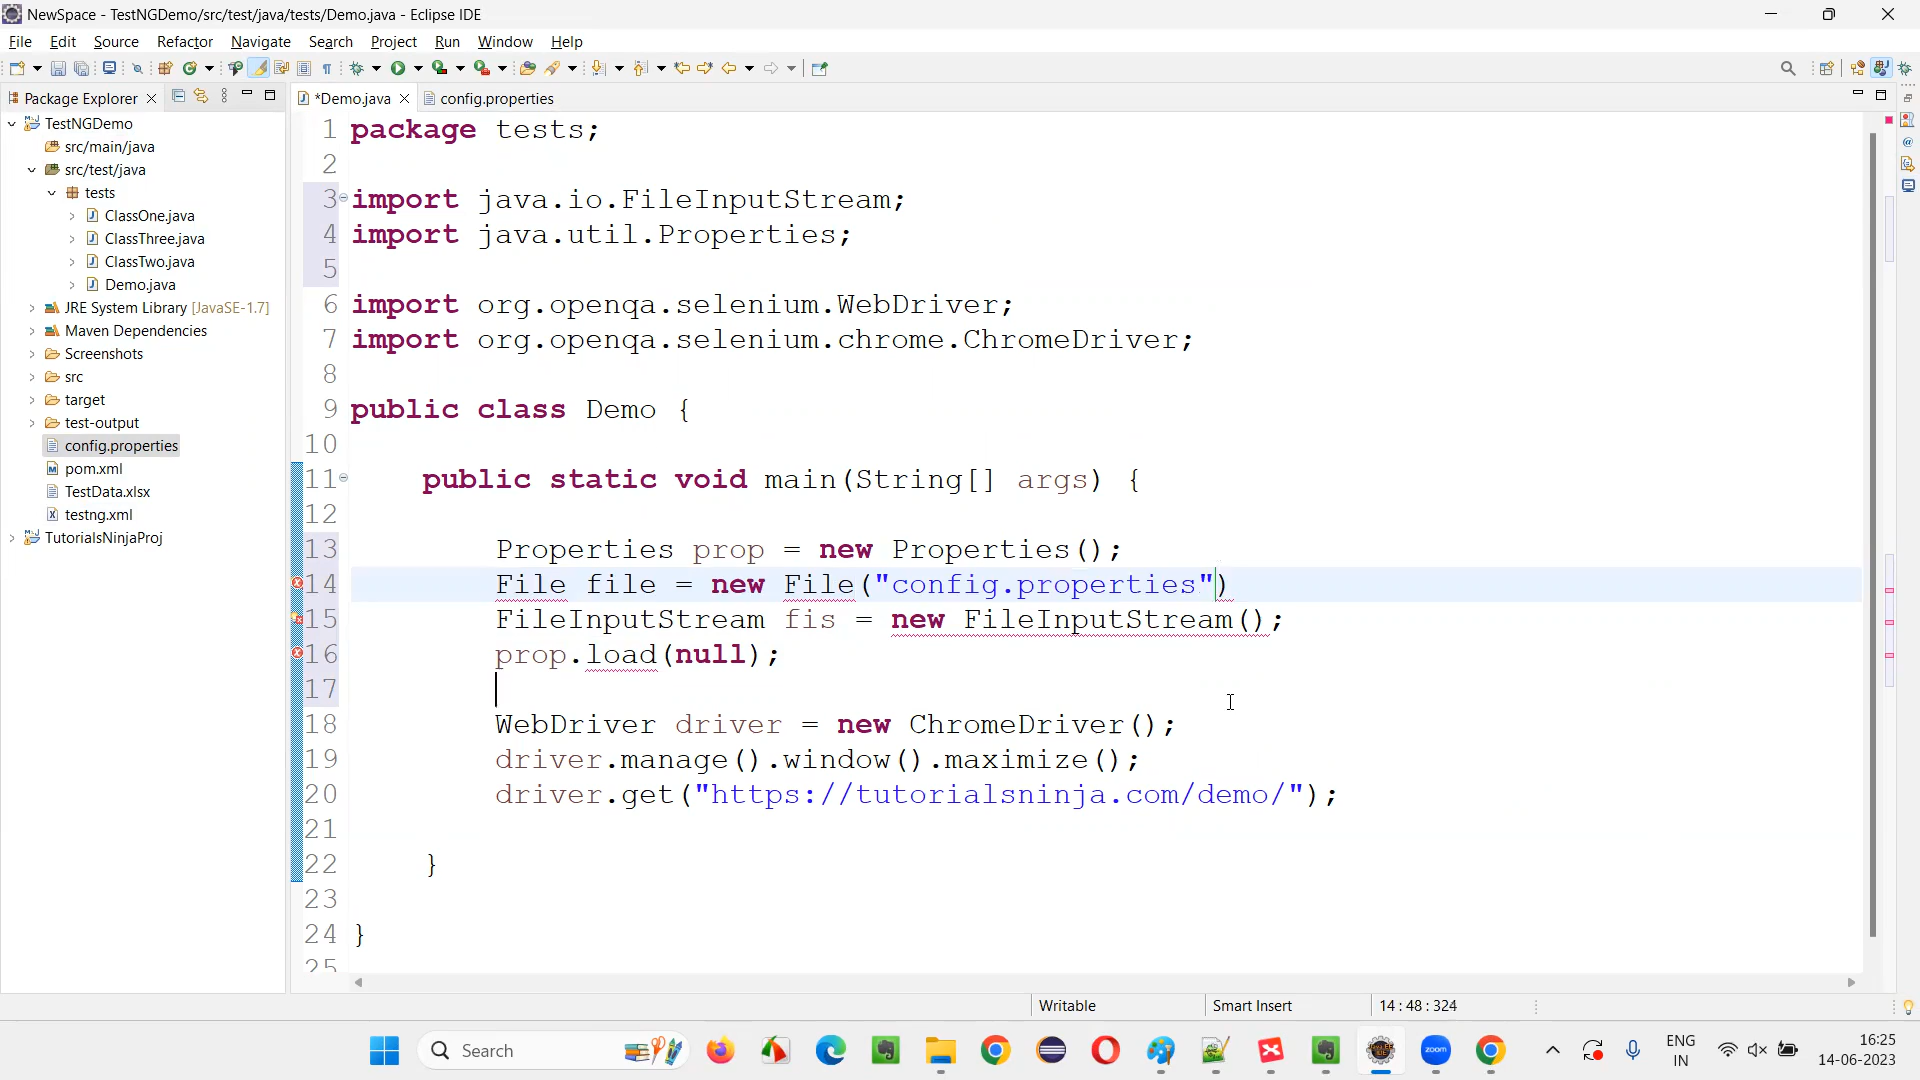 NewSpace - TestNGDemo/src/test/java/tests/Demo.java - Eclipse IDE
File Edit Source Refactor Navigate Search Project Run Window Help
Package Explorer
*Demo.java
config.properties
TestNGDemo
src/main/java
src/test/java
tests
ClassOne.java
ClassThree.java
ClassTwo.java
Demo.java
JRE System Library [JavaSE-1.7]
Maven Dependencies
Screenshots
src
target
test-output
config.properties
pom.xml
TestData.xlsx
testng.xml
TutorialsNinjaProj
1 package tests;
2
3 import java.io.FileInputStream;
4 import java.util.Properties;
5
6 import org.openqa.selenium.WebDriver;
7 import org.openqa.selenium.chrome.ChromeDriver;
8
9 public class Demo {
10
11 public static void main(String[] args) {
12
13 Properties prop = new Properties();
14 File file = new File("config.properties")
15 FileInputStream fis = new FileInputStream();
16 prop.load(null);
17
18 WebDriver driver = new ChromeDriver();
19 driver.manage().window().maximize();
20 driver.get("https://tutorialsninja.com/demo/");
21
22 }
23
24 }
25
Writable
Smart Insert
14 : 48 : 324
Search
zoom
ENG
IN
16:25
14-06-2023